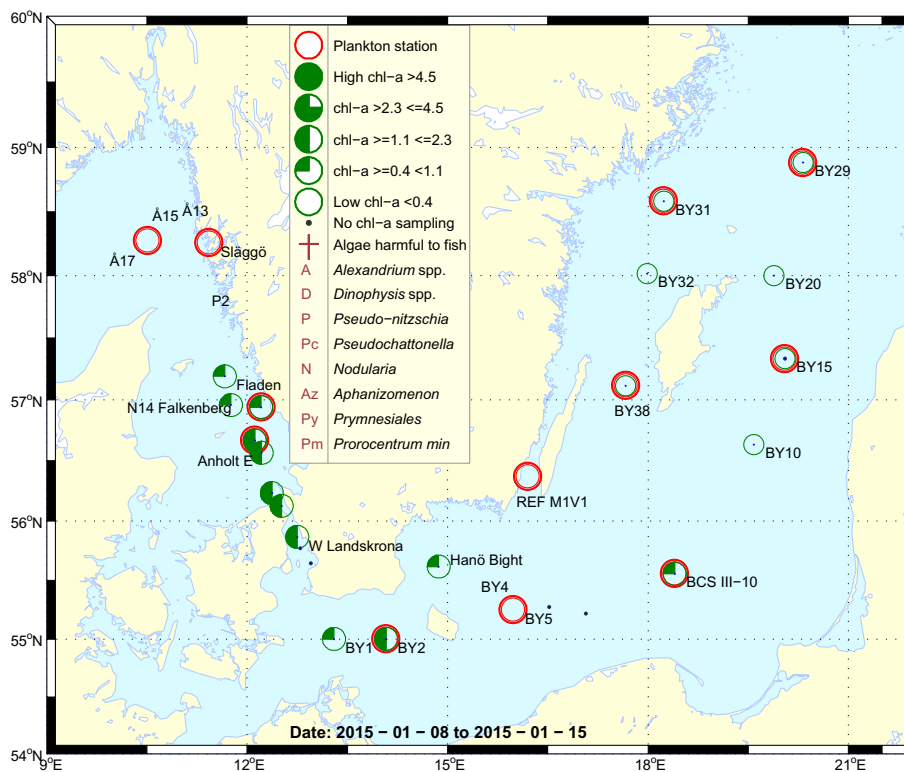 60°N
59°N
58°N
57°N
56°N
55°N
54°N
9°E
12°E
15°E
18°E
21°E
Plankton station
High chl−a >4.5
chl−a >2.3 <=4.5
chl−a >=1.1 <=2.3
chl−a >=0.4 <1.1
Low chl−a <0.4
No chl−a sampling
Algae harmful to fish
A Alexandrium spp.
D Dinophysis spp.
P Pseudo−nitzschia
Pc Pseudochattonella
N Nodularia
Az Aphanizomenon
Py Prymnesiales
Pm Prorocentrum min
BY29
BY31
Å15 Å13
Släggö
Å17
P2
BY32
BY20
BY15
Fladen
N14 Falkenberg
BY38
Anholt E
BY10
REF M1V1
W Landskrona
Hanö Bight
BCS III−10
BY4
BY5
BY1
BY2
Date: 2015 − 01 − 08 to 2015 − 01 − 15